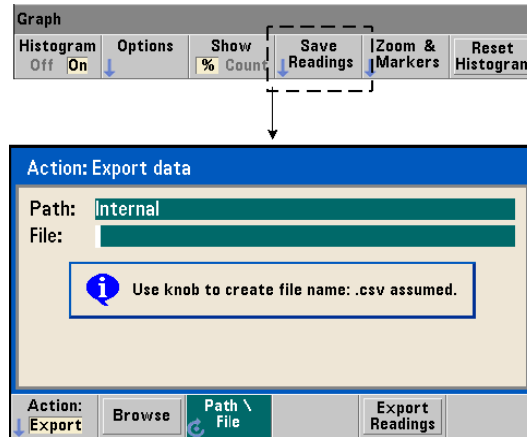 Graph
Histogram Options Show Save Zoom & Reset
Off On % Count Readings Markers Histogram
Action: Export data
Path: Internal
File:
Use knob to create file name: .csv assumed.
Action: Browse Path \ Export
Export File Readings